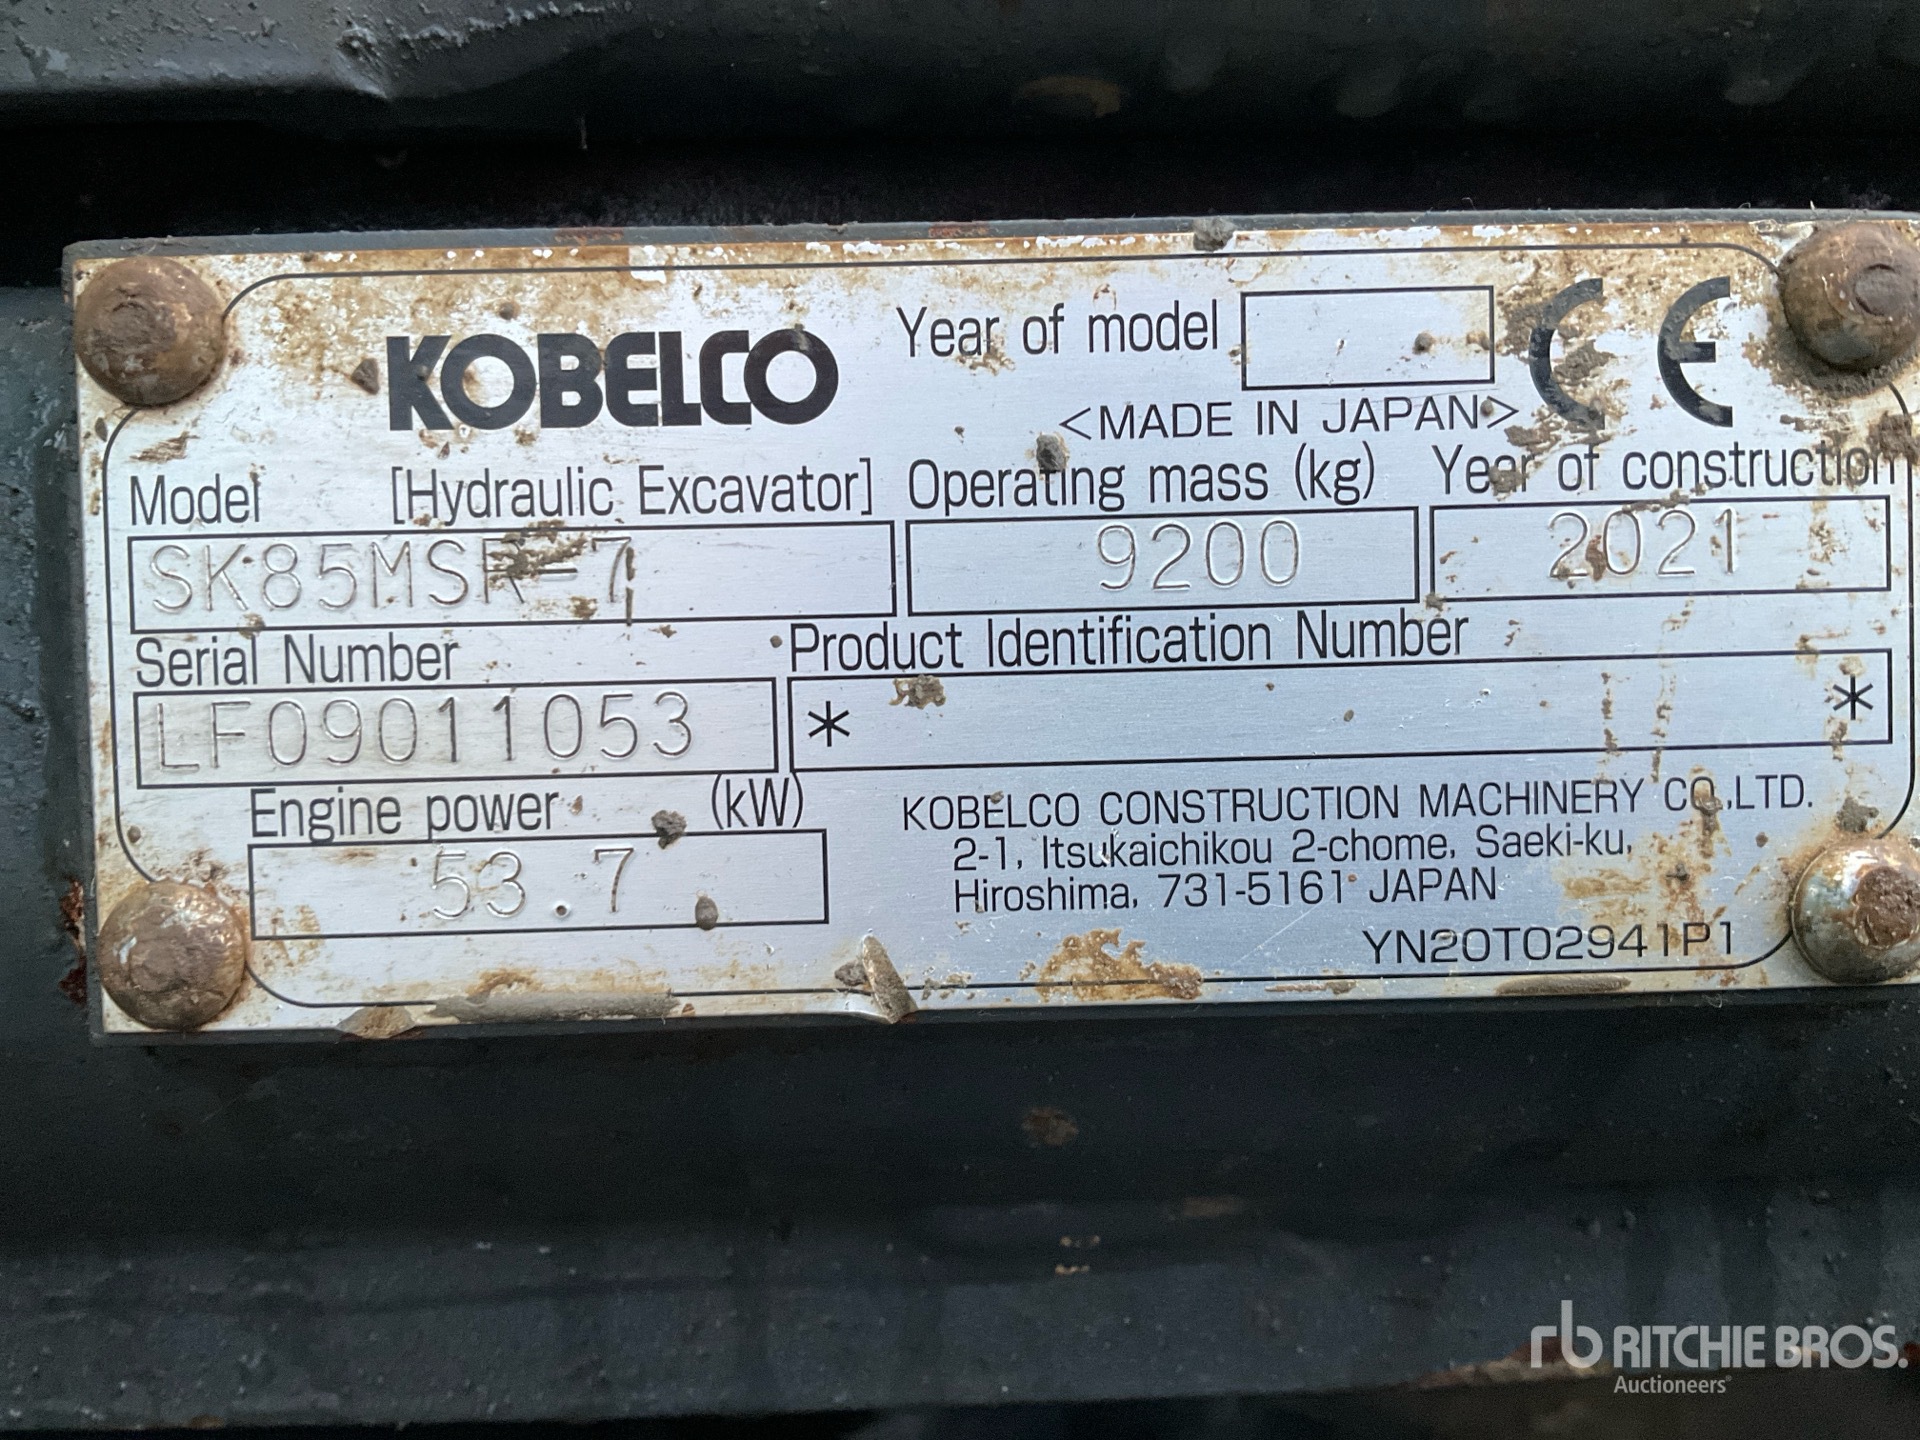 KOBELCO
Year of model
CE
<MADE IN JAPAN>
Model [Hydraulic Excavator] Operating mass (kg) Year of construction
SK85MSR-7 9200 2021
Serial Number Product Identification Number
LF09011053 * *
Engine power (kW)
53.7
KOBELCO CONSTRUCTION MACHINERY CO.,LTD.
2-1, Itsukaichikou 2-chome, Saeki-ku,
Hiroshima, 731-5161 JAPAN
YN20T02941P1
rb RITCHIE BROS.
Auctioneers